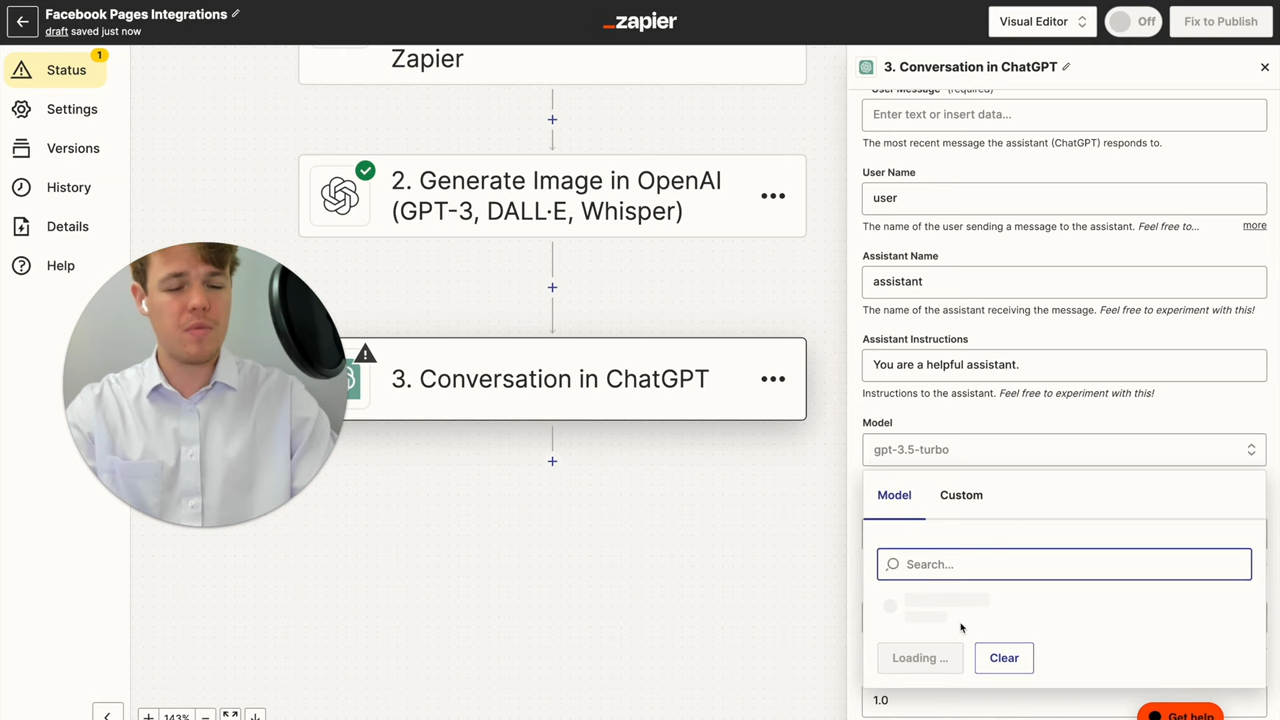 Facebook Pages Integrations
draft saved just now
_zapier
Visual Editor
Off
Fix to Publish
Status
1
Settings
Versions
History
Details
Help
Zapier
2. Generate Image in OpenAI
(GPT-3, DALL·E, Whisper)
3. Conversation in ChatGPT
143%
3. Conversation in ChatGPT
User Message (required)
Enter text or insert data...
The most recent message the assistant (ChatGPT) responds to.
User Name
user
The name of the user sending a message to the assistant. Feel free to...
more
Assistant Name
assistant
The name of the assistant receiving the message. Feel free to experiment with this!
Assistant Instructions
You are a helpful assistant.
Instructions to the assistant. Feel free to experiment with this!
Model
gpt-3.5-turbo
Model
Custom
Search...
Loading ...
Clear
1.0
Get help